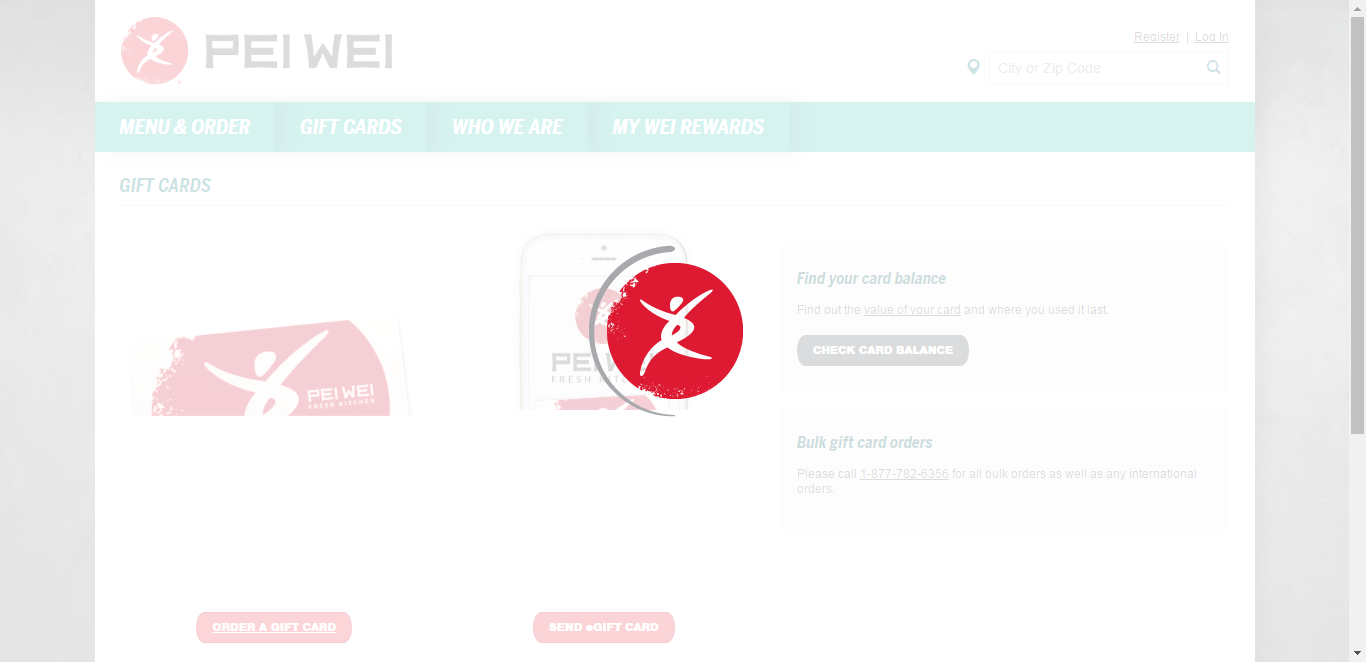 PEI WEI
Register | Log In
City or Zip Code
MENU & ORDER
GIFT CARDS
WHO WE ARE
MY WEI REWARDS
GIFT CARDS
PEI WEI
FRESH KITCHEN
PEI WEI
FRESH KITC
Find your card balance
Find out the value of your card and where you used it last.
CHECK CARD BALANCE
Bulk gift card orders
Please call 1-877-782-6356 for all bulk orders as well as any international
orders.
ORDER A GIFT CARD
SEND eGIFT CARD